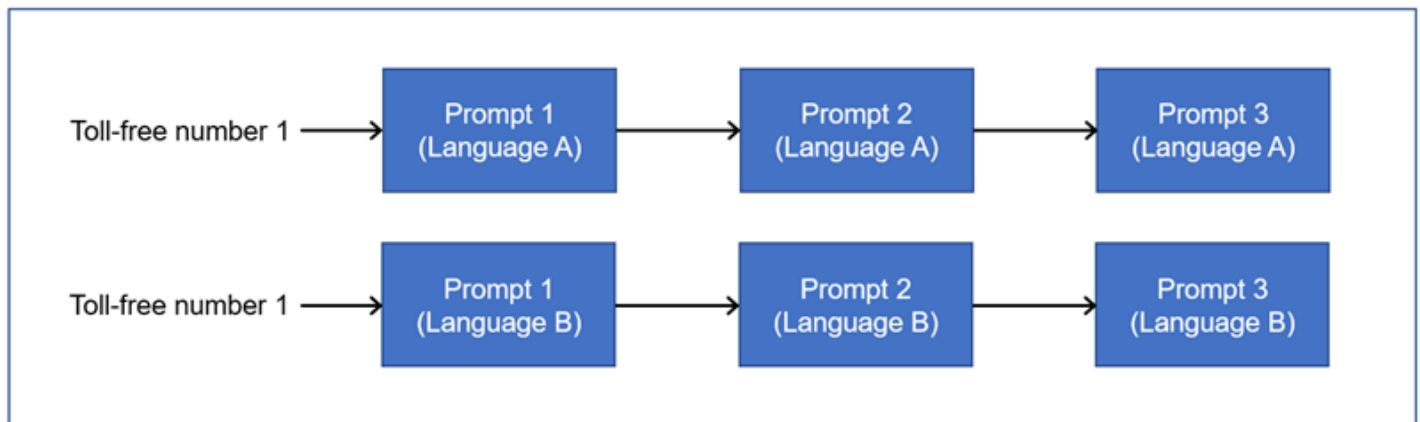 Toll-free number 1
Prompt 1
(Language A)
Prompt 2
(Language A)
Prompt 3
(Language A)
Toll-free number 1
Prompt 1
(Language B)
Prompt 2
(Language B)
Prompt 3
(Language B)